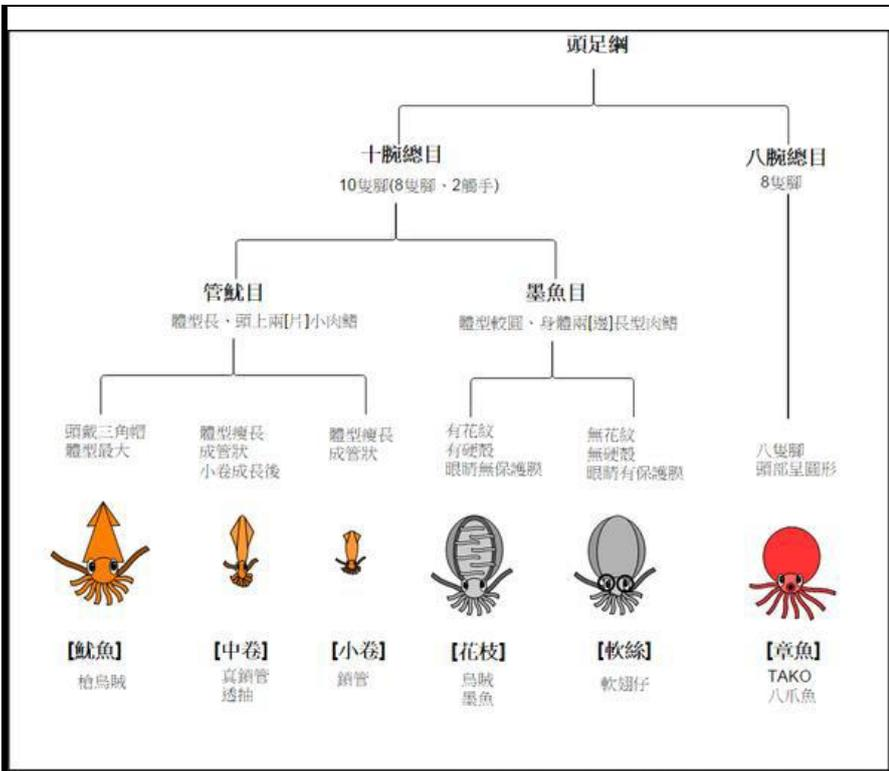 頭足綱
十腕總目
10隻腳(8隻腳、2觸手)
八腕總目
8隻腳
管魷目
體型長、頭上兩[片]小肉鰭
墨魚目
體型較圓、身體兩[邊]長型肉鰭
頭戴三角帽
體型最大
體型瘦長
成管狀
小卷成長後
體型瘦長
成管狀
有花紋
有硬殼
眼睛無保護膜
無花紋
無硬殼
眼睛有保護膜
八隻腳
頭部呈圓形
【魷魚】
槍烏賊
【中卷】
真鎖管
透抽
【小卷】
鎖管
【花枝】
烏賊
墨魚
【軟絲】
軟翅仔
【章魚】
TAKO
八爪魚